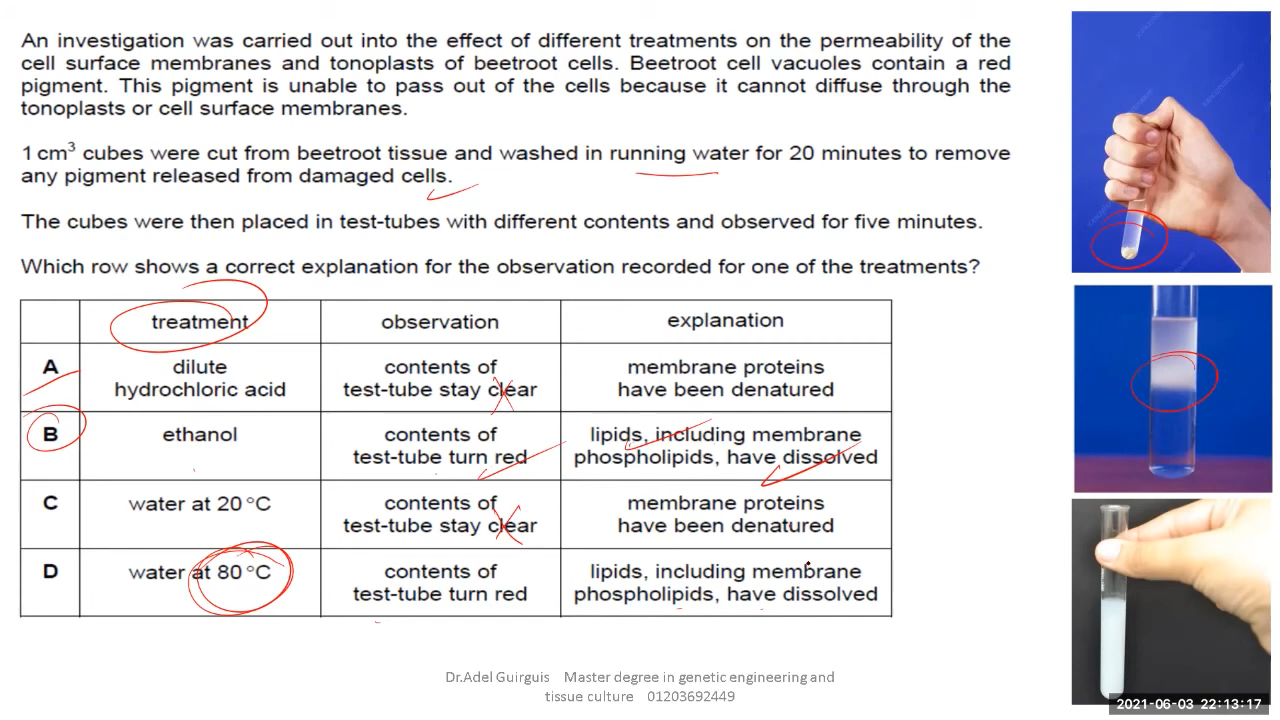 An investigation was carried out into the effect of different treatments on the permeability of the
cell surface membranes and tonoplasts of beetroot cells. Beetroot cell vacuoles contain a red
pigment. This pigment is unable to pass out of the cells because it cannot diffuse through the
tonoplasts or cell surface membranes.
1 cm³ cubes were cut from beetroot tissue and washed in running water for 20 minutes to remove
any pigment released from damaged cells.
The cubes were then placed in test-tubes with different contents and observed for five minutes.
Which row shows a correct explanation for the observation recorded for one of the treatments?
treatment observation explanation
A dilute hydrochloric acid contents of test-tube stay clear membrane proteins have been denatured
B ethanol contents of test-tube turn red lipids, including membrane phospholipids, have dissolved
C water at 20 °C contents of test-tube stay clear membrane proteins have been denatured
D water at 80 °C contents of test-tube turn red lipids, including membrane phospholipids, have dissolved
Dr.Adel Guirguis Master degree in genetic engineering and
tissue culture 01203692449
2021-06-03 22:13:17